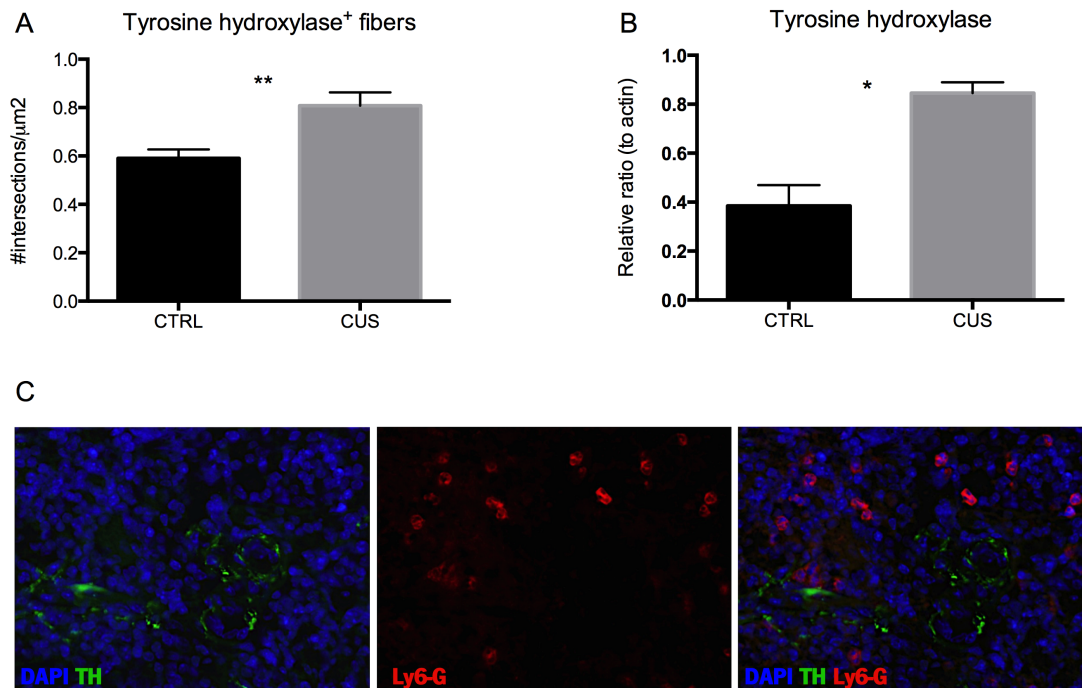 A
Tyrosine hydroxylase⁺ fibers
#intersections/μm2
1.0
0.8
0.6
0.4
0.2
0.0
**
CTRL
CUS
B
Tyrosine hydroxylase
Relative ratio (to actin)
1.0
0.8
0.6
0.4
0.2
0.0
*
CTRL
CUS
C
DAPI TH
Ly6-G
DAPI TH Ly6-G